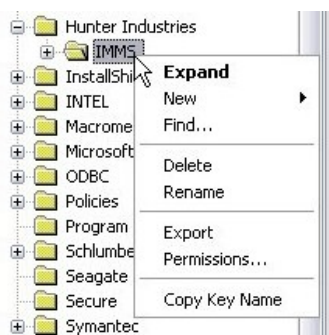 Hunter Industries
IMMS
InstallShi
INTEL
Macrome
Microsoft
ODBC
Policies
Program
Schlumbe
Seagate
Secure
Symantec
Expand
New
Find...
Delete
Rename
Export
Permissions...
Copy Key Name